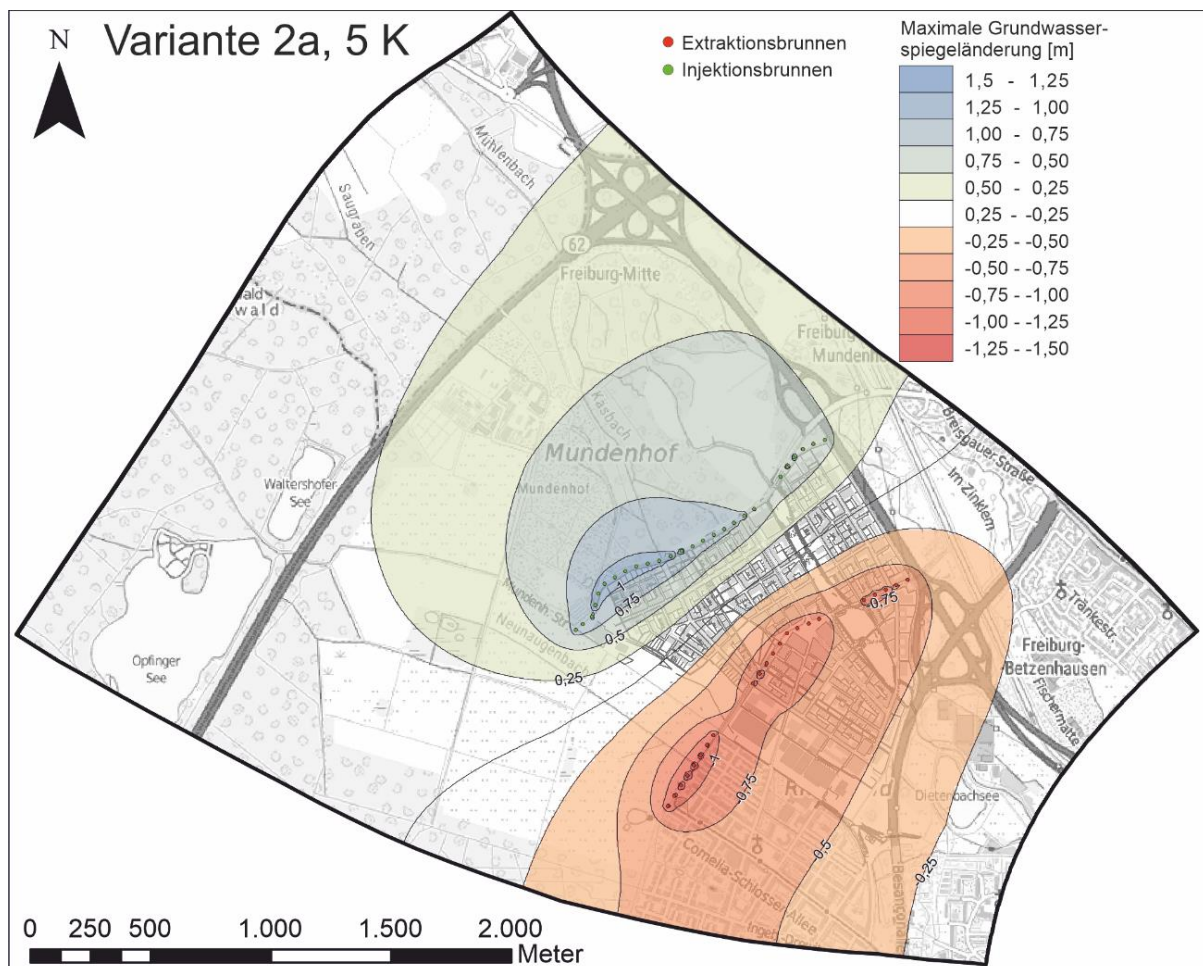 N
Variante 2a, 5 K
Extraktionsbrunnen
Injektionsbrunnen
Maximale Grundwasser-
spiegeländerung [m]
1,5 - 1,25
1,25 - 1,00
1,00 - 0,75
0,75 - 0,50
0,50 - 0,25
0,25 - -0,25
-0,25 - -0,50
-0,50 - -0,75
-0,75 - -1,00
-1,00 - -1,25
-1,25 - -1,50
Mühlenbach
Saugraben
62
Freiburg-Mitte
wald
Freiburg
Mundenhof
Käsbach
Mundenhof
Mundenhof
Waltershofer
See
Breisgauer Straße
Im Zinklern
Opfinger
See
Mundenh-Str
Neunaugenbach
1
0,75
0,5
0,25
-0,75
Tränkestr
Freiburg-
Betzenhausen
Fischermatte
-1
-0,75
Dietenbachsee
-0,5
-0,25
Cornelia-Schlosser Allee
0 250 500 1.000 1.500 2.000
Meter